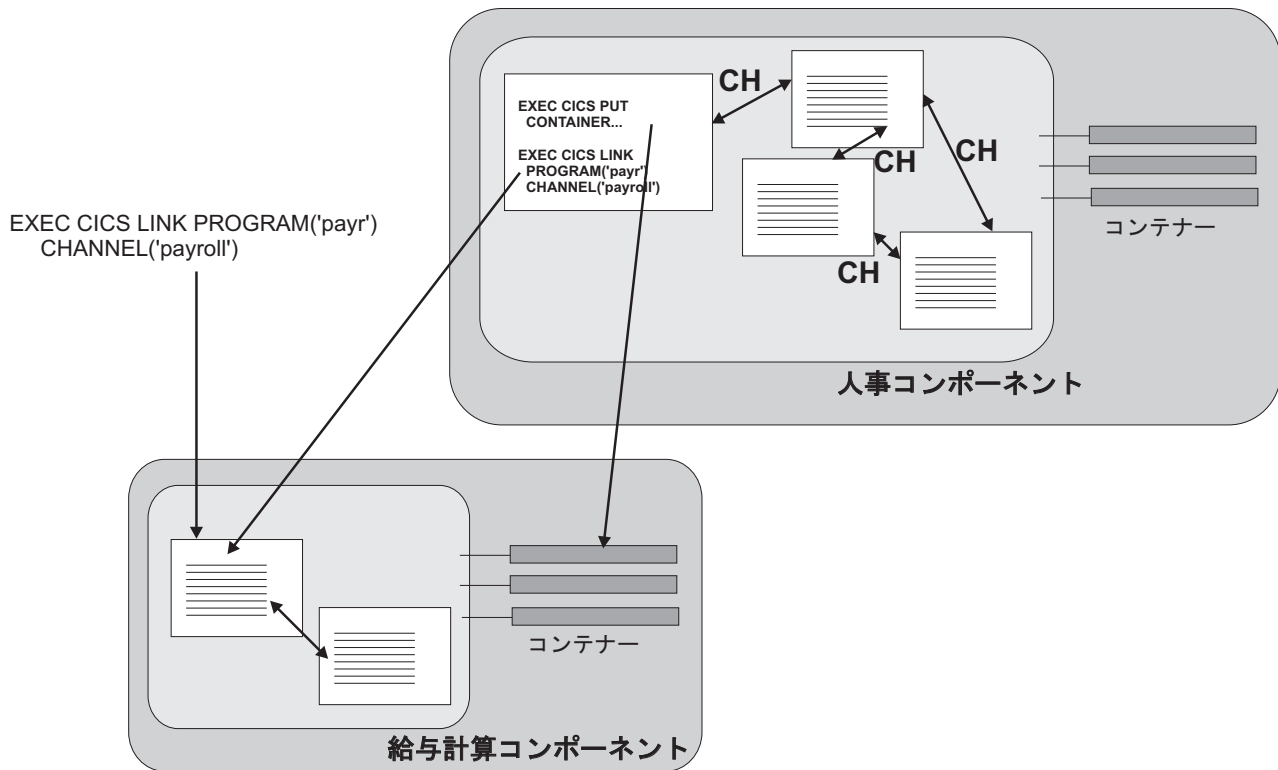 CH
EXEC CICS PUT
CONTAINER...
EXEC CICS LINK
PROGRAM('payr')
CHANNEL('payroll')
CH
CH
CH
コンテナー
人事コンポーネント
EXEC CICS LINK PROGRAM('payr')
CHANNEL('payroll')
コンテナー
給与計算コンポーネント